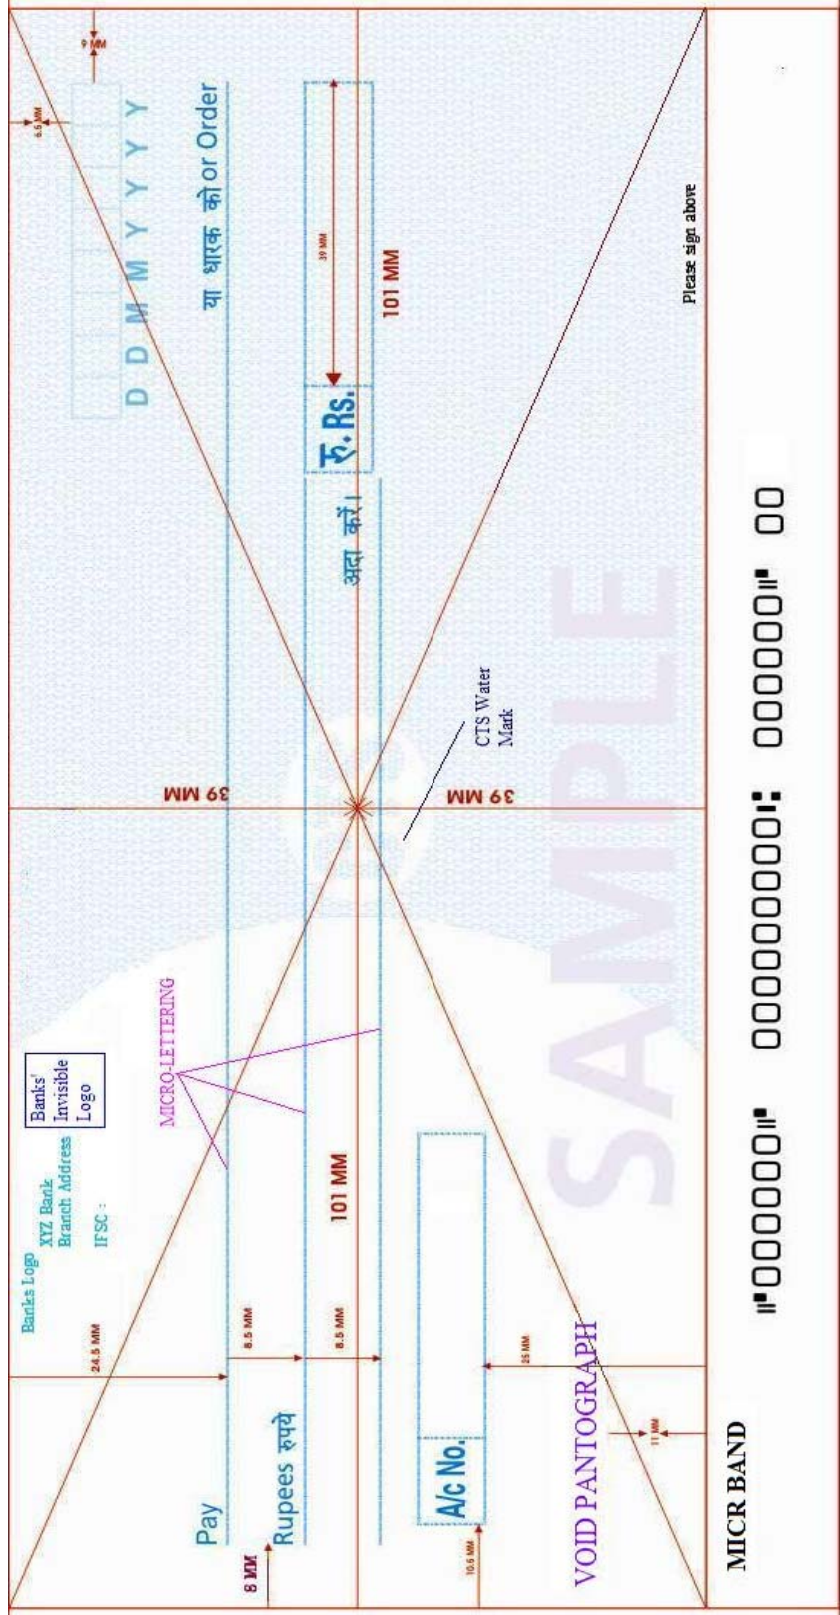 Banks Logo
XYZ Bank
Branch Address
IFSC :
Banks'
Invisible
Logo
9 MM
6.5 MM
D D M M Y Y Y Y
24.5 MM
39 MM
MICRO-LETTERING
Pay
या धारक को or Order
8 MM
8.5 MM
Rupees रुपये
8.5 MM
101 MM
अदा करें।
रु. Rs.
39 MM
101 MM
A/c No.
10.5 MM
39 MM
CTS Water
Mark
25 MM
VOID PANTOGRAPH
SAMPLE
11 MM
Please sign above
MICR BAND
⑈000000⑈ 000000000⑆ 000000⑈ 00